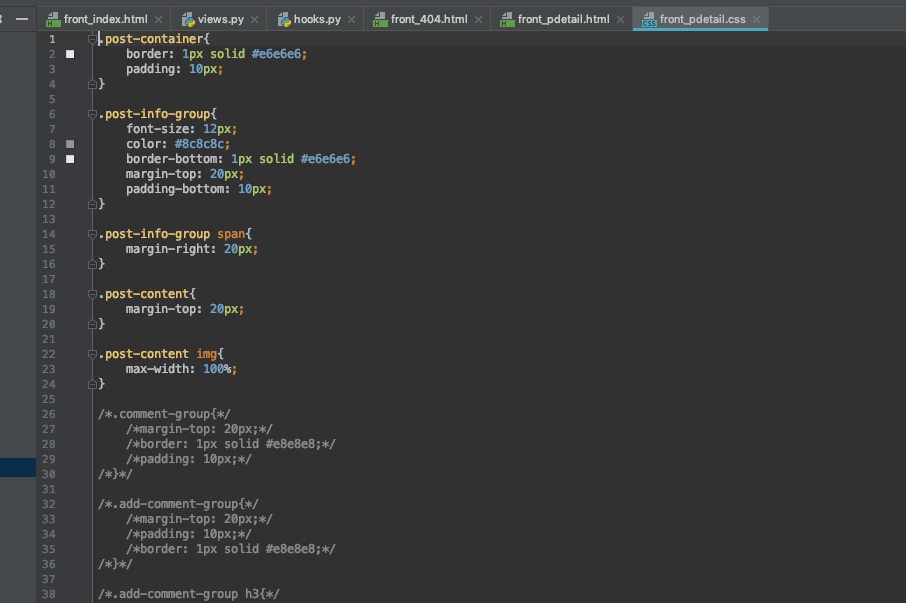 front_index.html views.py hooks.py front_404.html front_pdetail.html front_pdetail.css
1 .post-container{
2 border: 1px solid #e6e6e6;
3 padding: 10px;
4 }
5
6 .post-info-group{
7 font-size: 12px;
8 color: #8c8c8c;
9 border-bottom: 1px solid #e6e6e6;
10 margin-top: 20px;
11 padding-bottom: 10px;
12 }
13
14 .post-info-group span{
15 margin-right: 20px;
16 }
17
18 .post-content{
19 margin-top: 20px;
20 }
21
22 .post-content img{
23 max-width: 100%;
24 }
25
26 /*.comment-group{*/
27 /*margin-top: 20px;*/
28 /*border: 1px solid #e8e8e8;*/
29 /*padding: 10px;*/
30 /*}*/
31
32 /*.add-comment-group{*/
33 /*margin-top: 20px;*/
34 /*padding: 10px;*/
35 /*border: 1px solid #e8e8e8;*/
36 /*}*/
37
38 /*.add-comment-group h3{*/